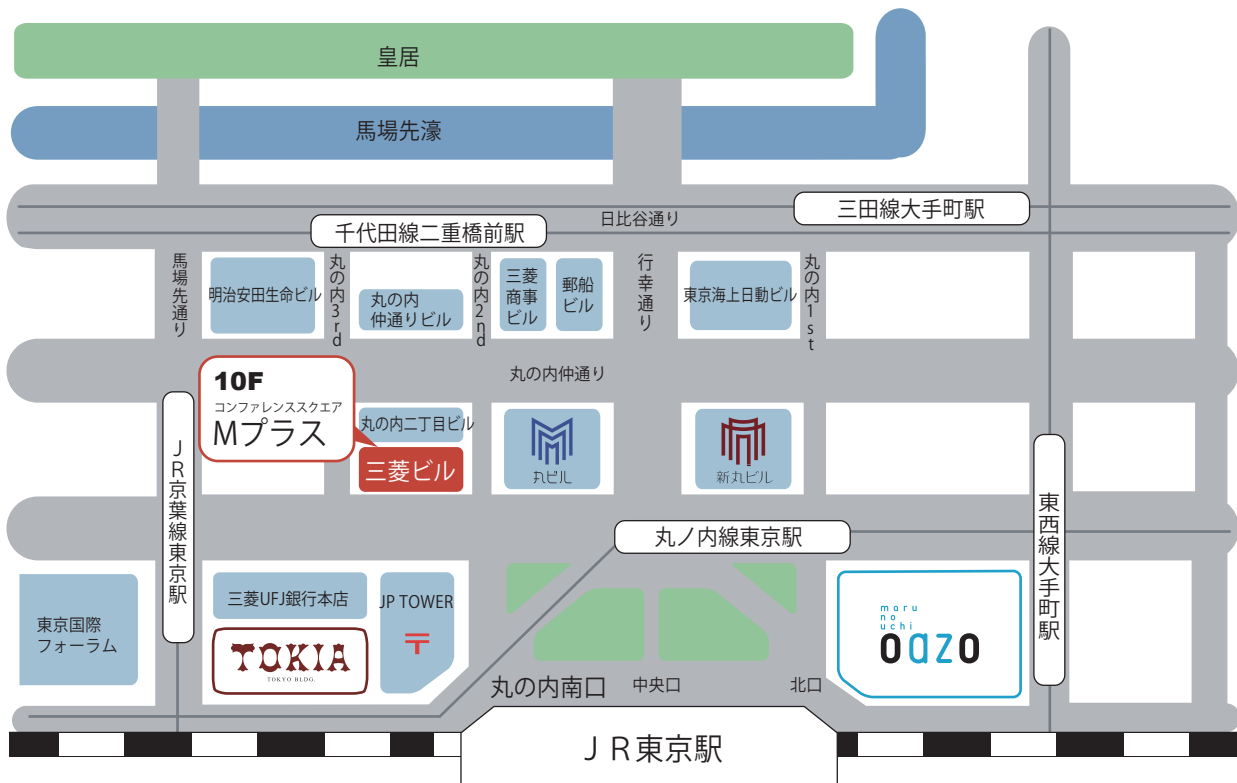 皇居
馬場先濠
三田線大手町駅
日比谷通り
千代田線二重橋前駅
馬場先通り
明治安田生命ビル
丸の内3rd
丸の内
仲通りビル
丸の内2nd
三菱
商事
ビル
郵船
ビル
行幸通り
東京海上日動ビル
丸の内1st
丸の内仲通り
10F
コンファレンススクエア
Mプラス
丸の内二丁目ビル
三菱ビル
丸ビル
新丸ビル
JR京葉線東京駅
丸ノ内線東京駅
東西線大手町駅
東京国際
フォーラム
三菱UFJ銀行本店
TOKIA
TOKYO BLDG.
JP TOWER
〒
maru
no
uchi
oazo
丸の内南口
中央口
北口
JR東京駅